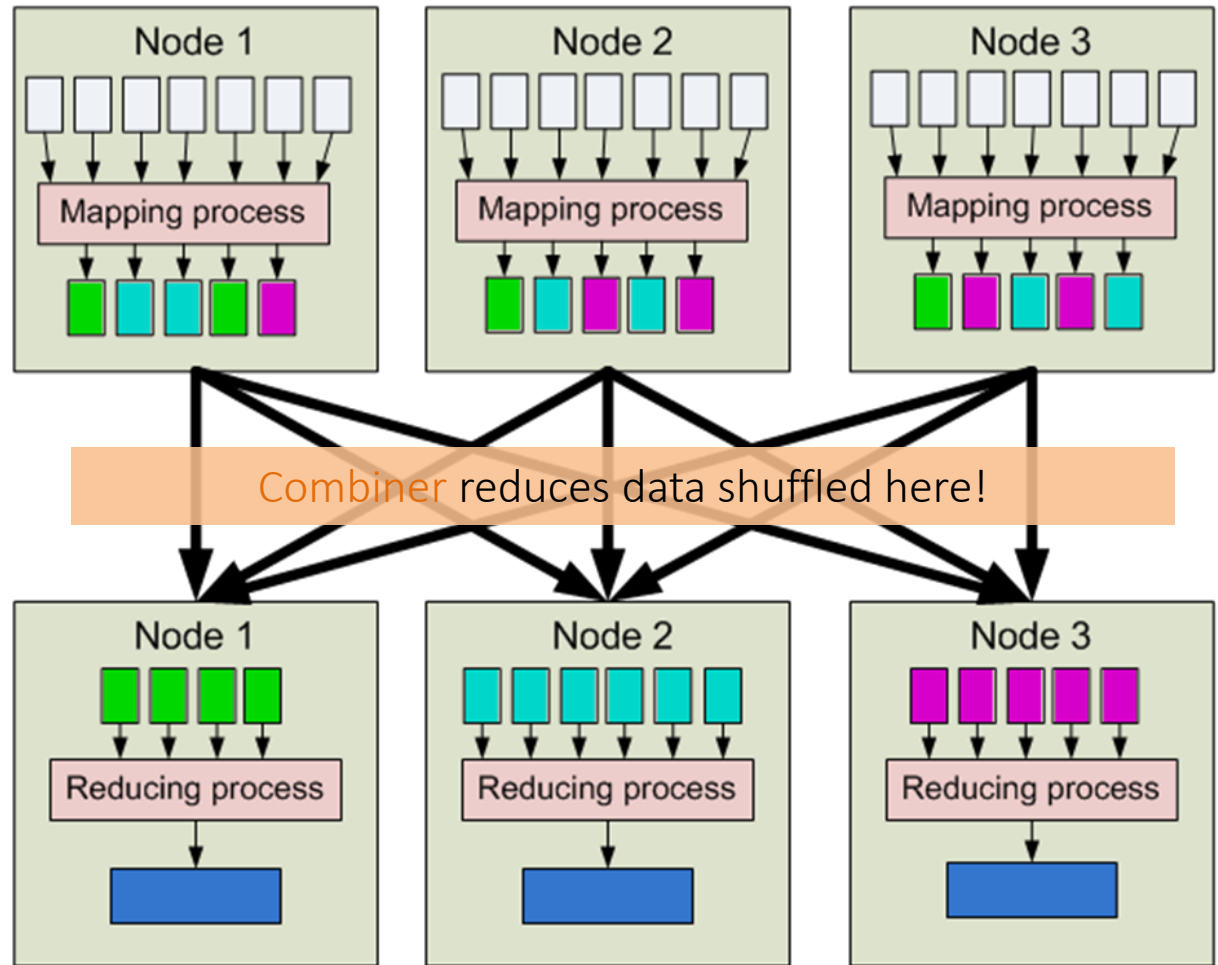 Node 1
Node 2
Node 3
Mapping process
Mapping process
Mapping process
Combiner reduces data shuffled here!
Node 1
Node 2
Node 3
Reducing process
Reducing process
Reducing process